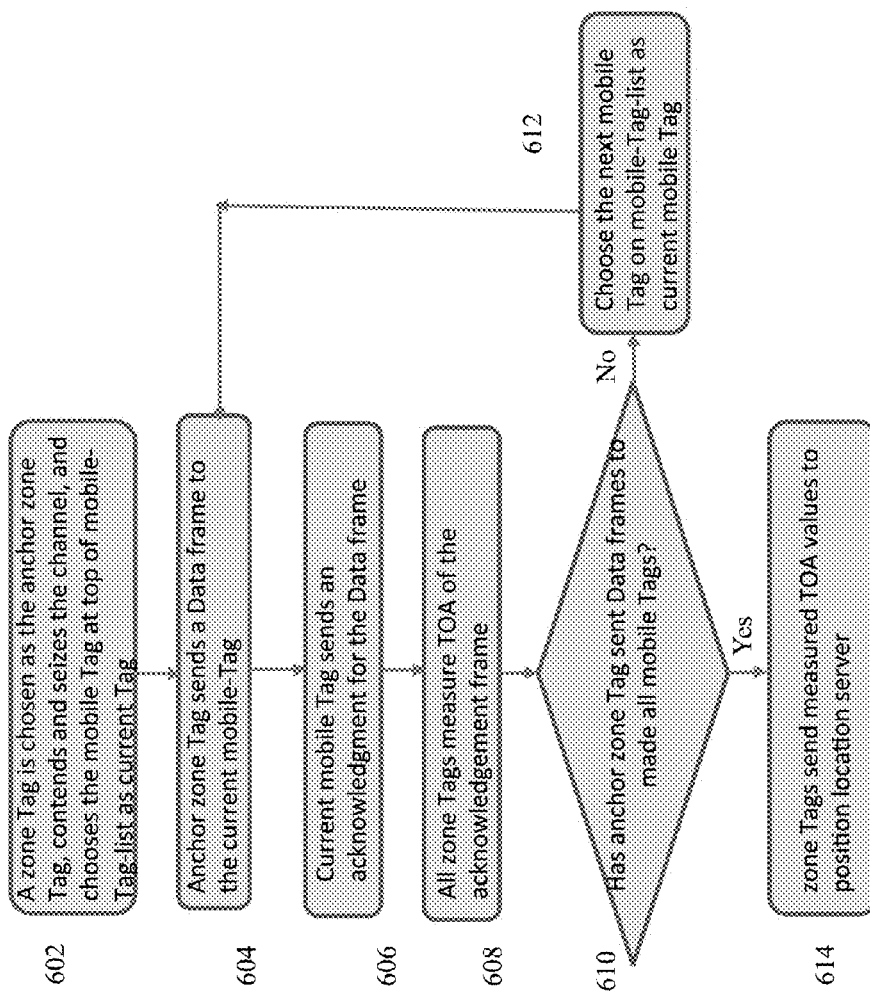 602
A zone Tag is chosen as the anchor zone
Tag, contends and seizes the channel, and
chooses the mobile Tag at top of mobile-
Tag-list as current Tag
604
Anchor zone Tag sends a Data frame to
the current mobile-Tag
606
Current mobile Tag sends an
acknowledgment for the Data frame
608
All zone Tags measure TOA of the
acknowledgement frame
610
Has anchor zone Tag sent Data frames to
made all mobile Tags?
No
Yes
612
Choose the next mobile
Tag on mobile-Tag-list as
current mobile Tag
614
zone Tags send measured TOA values to
position location server